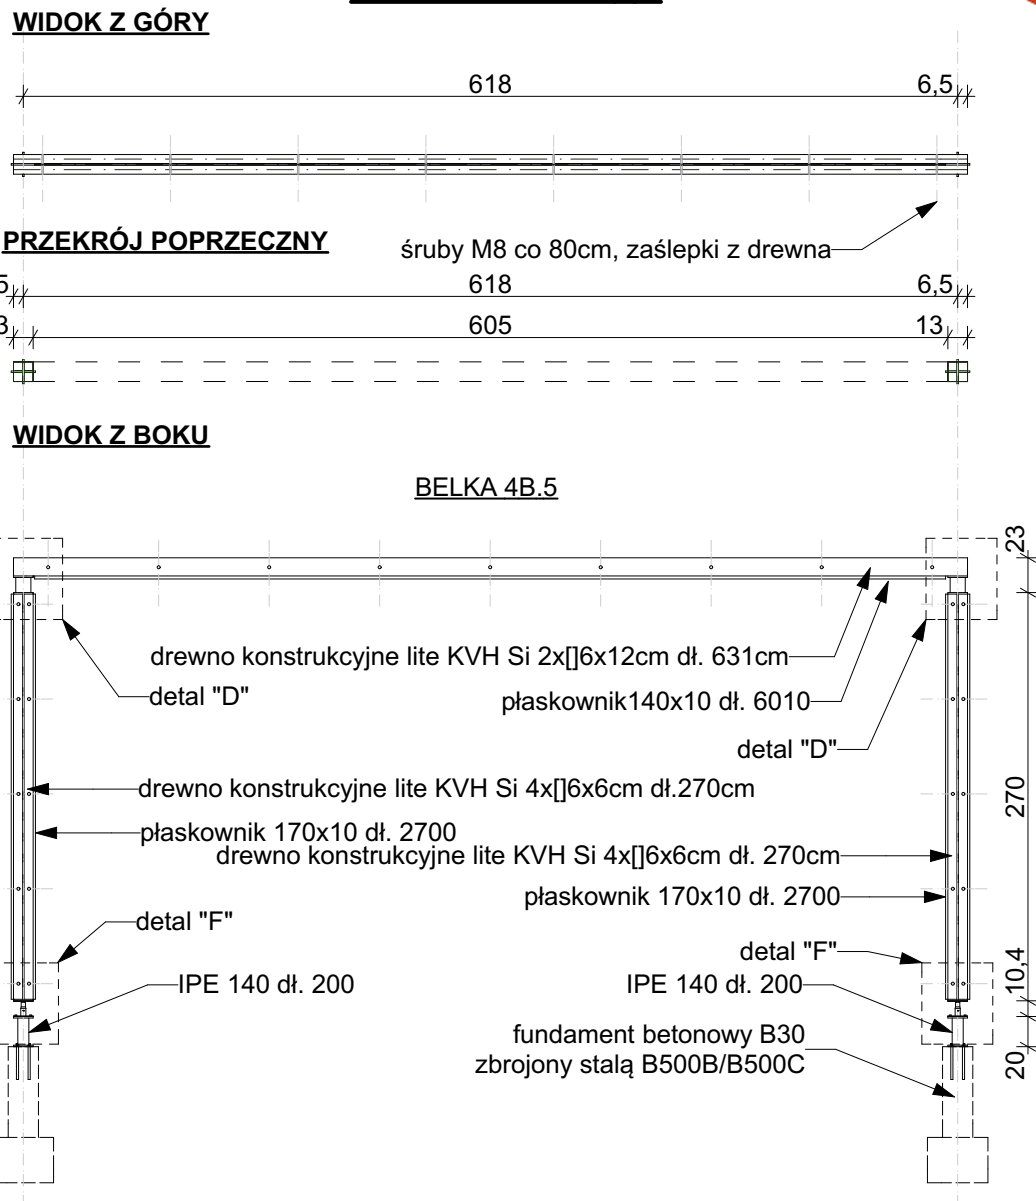 WIDOK Z GÓRY
618
6,5
śruby M8 co 80cm, zaślepki z drewna
PRZEKRÓJ POPRZECZNY
618
6,5
605
13
WIDOK Z BOKU
BELKA 4B.5
23
drewno konstrukcyjne lite KVH Si 2x[]6x12cm dł. 631cm
detal "D"
płaskownik140x10 dł. 6010
detal "D"
drewno konstrukcyjne lite KVH Si 4x[]6x6cm dł.270cm
270
płaskownik 170x10 dł. 2700
drewno konstrukcyjne lite KVH Si 4x[]6x6cm dł. 270cm
płaskownik 170x10 dł. 2700
detal "F"
detal "F"
10,4
IPE 140 dł. 200
IPE 140 dł. 200
fundament betonowy B30
zbrojony stalą B500B/B500C
20